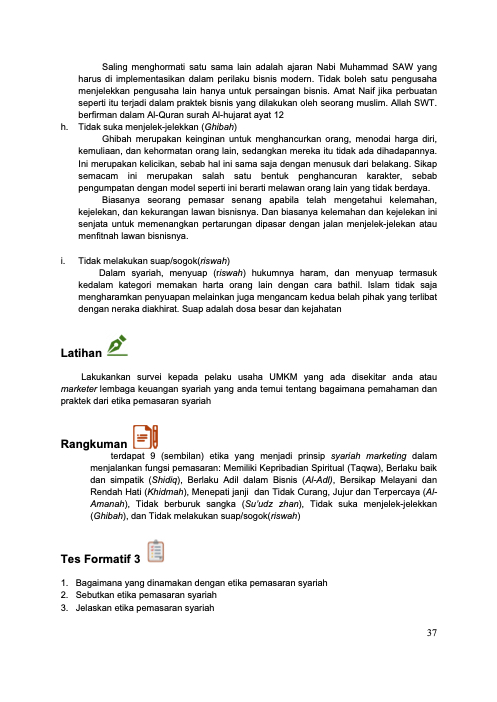 Saling menghormati satu sama lain adalah ajaran Nabi Muhammad SAW yang
harus di implementasikan dalam perilaku bisnis modern. Tidak boleh satu pengusaha
menjelekkan pengusaha lain hanya untuk persaingan bisnis. Amat Naif jika perbuatan
seperti itu terjadi dalam praktek bisnis yang dilakukan oleh seorang muslim. Allah SWT.
berfirman dalam Al-Quran surah Al-hujarat ayat 12
h. Tidak suka menjelek-jelekkan (Ghibah)
Ghibah merupakan keinginan untuk menghancurkan orang, menodai harga diri,
kemuliaan, dan kehormatan orang lain, sedangkan mereka itu tidak ada dihadapannya.
Ini merupakan kelicikan, sebab hal ini sama saja dengan menusuk dari belakang. Sikap
semacam ini merupakan salah satu bentuk penghancuran karakter, sebab
pengumpatan dengan model seperti ini berarti melawan orang lain yang tidak berdaya.
Biasanya seorang pemasar senang apabila telah mengetahui kelemahan,
kejelekan, dan kekurangan lawan bisnisnya. Dan biasanya kelemahan dan kejelekan ini
senjata untuk memenangkan pertarungan dipasar dengan jalan menjelek-jelekan atau
menfitnah lawan bisnisnya.
i. Tidak melakukan suap/sogok(riswah)
Dalam syariah, menyuap (riswah) hukumnya haram, dan menyuap termasuk
kedalam kategori memakan harta orang lain dengan cara bathil. Islam tidak saja
mengharamkan penyuapan melainkan juga mengancam kedua belah pihak yang terlibat
dengan neraka diakhirat. Suap adalah dosa besar dan kejahatan
Latihan
Lakukankan survei kepada pelaku usaha UMKM yang ada disekitar anda atau
marketer lembaga keuangan syariah yang anda temui tentang bagaimana pemahaman dan
praktek dari etika pemasaran syariah
Rangkuman
terdapat 9 (sembilan) etika yang menjadi prinsip syariah marketing dalam
menjalankan fungsi pemasaran: Memiliki Kepribadian Spiritual (Taqwa), Berlaku baik
dan simpatik (Shidiq), Berlaku Adil dalam Bisnis (Al-Adl), Bersikap Melayani dan
Rendah Hati (Khidmah), Menepati janji dan Tidak Curang, Jujur dan Terpercaya (Al-
Amanah), Tidak berburuk sangka (Su'udz zhan), Tidak suka menjelek-jelekkan
(Ghibah), dan Tidak melakukan suap/sogok(riswah)
Tes Formatif 3
1. Bagaimana yang dinamakan dengan etika pemasaran syariah
2. Sebutkan etika pemasaran syariah
3. Jelaskan etika pemasaran syariah
37